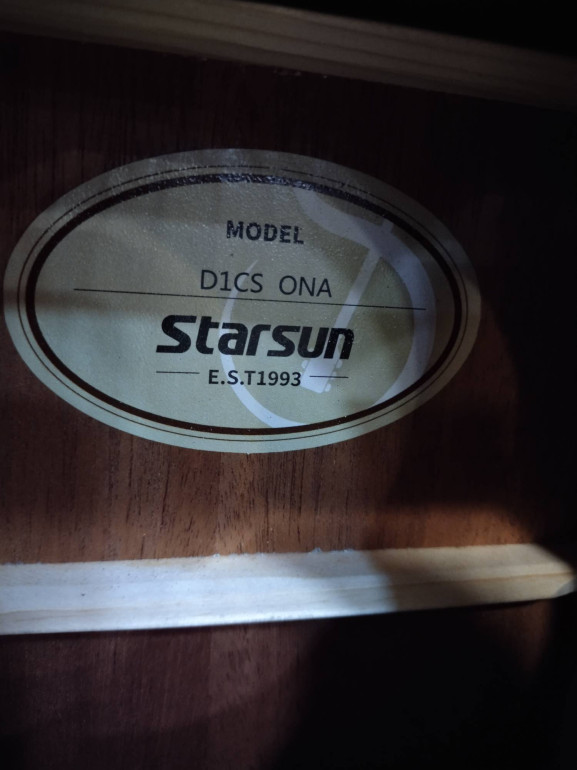 MODEL
D1CS ONA
Starsun
E.S.T1993